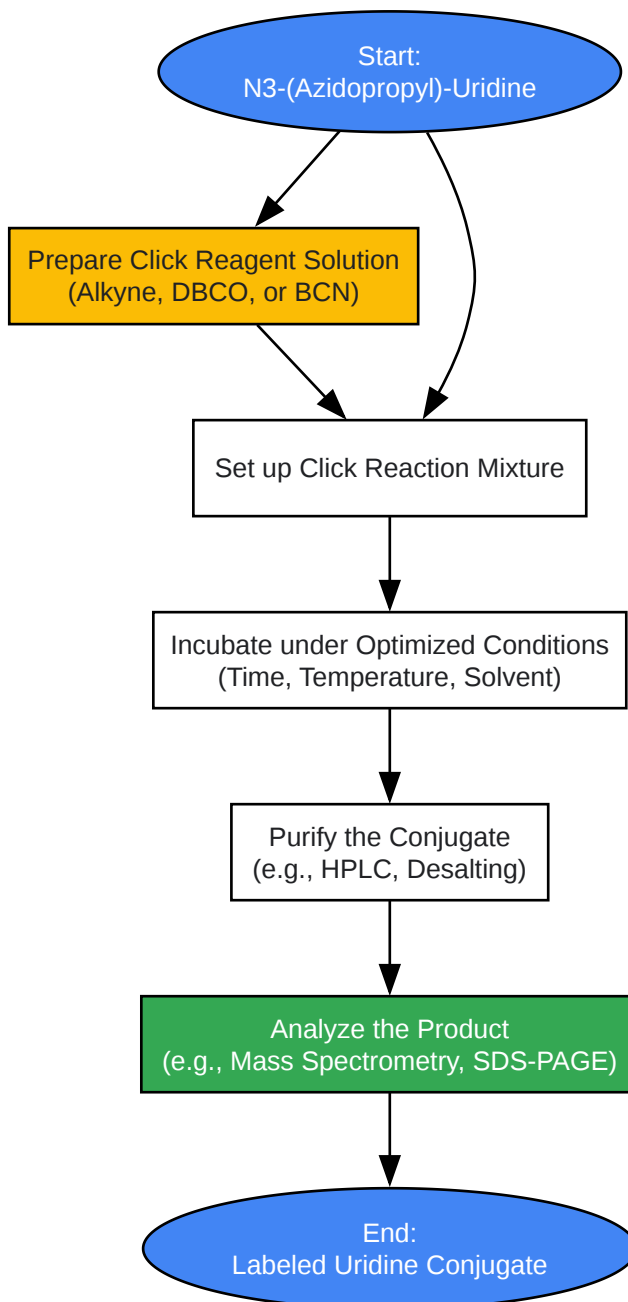 Start:
N3-(Azidopropyl)-Uridine
Prepare Click Reagent Solution
(Alkyne, DBCO, or BCN)
Set up Click Reaction Mixture
Incubate under Optimized Conditions
(Time, Temperature, Solvent)
Purify the Conjugate
(e.g., HPLC, Desalting)
Analyze the Product
(e.g., Mass Spectrometry, SDS-PAGE)
End:
Labeled Uridine Conjugate